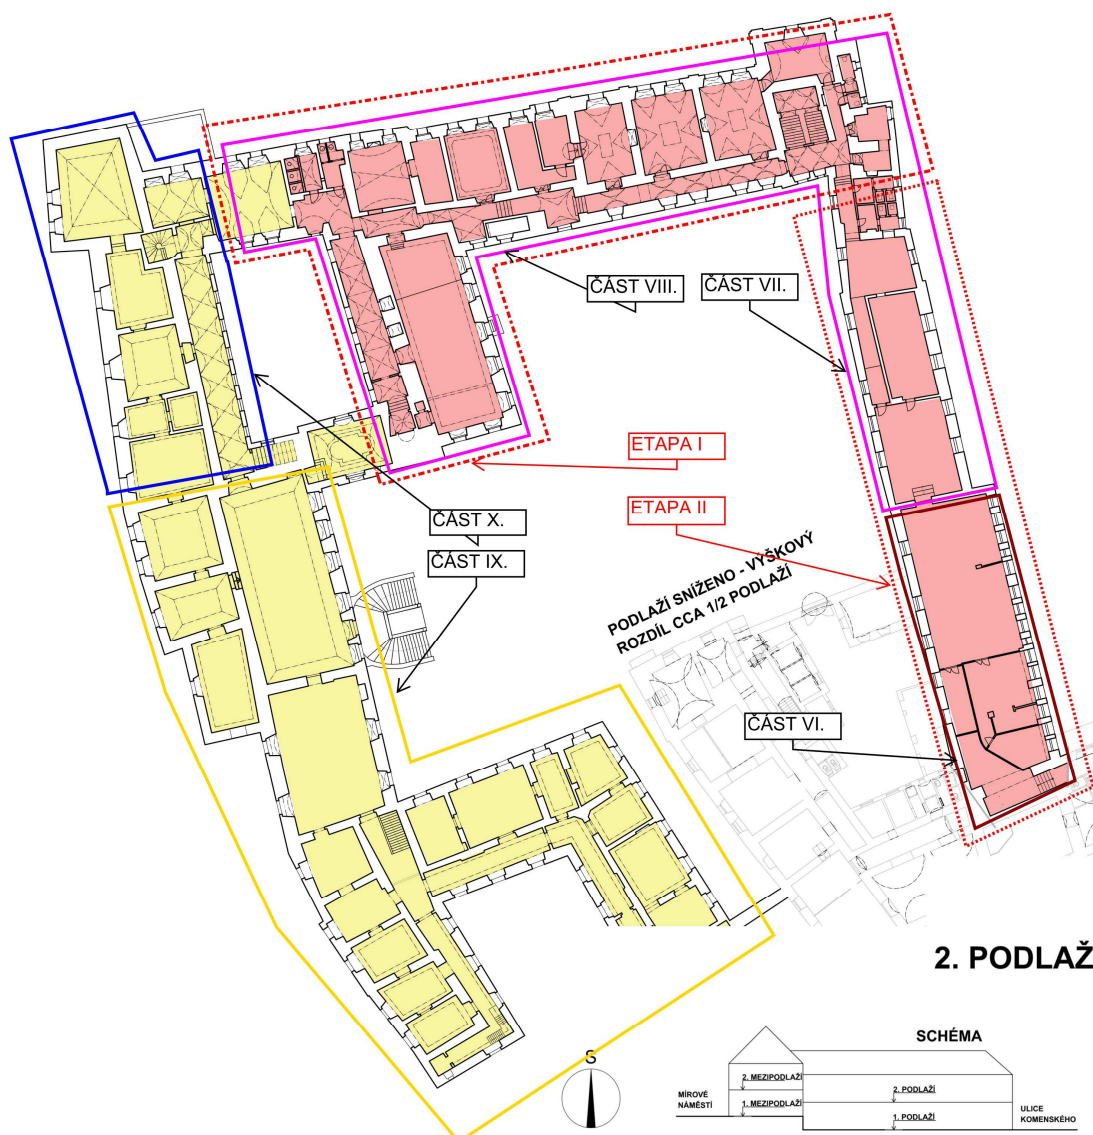 ČÁST VIII.
ČÁST VII.
ETAPA I
ETAPA II
ČÁST X.
ČÁST IX.
PODLAŽÍ SNÍŽENO - VÝŠKOVÝ
ROZDÍL CCA 1/2 PODLAŽÍ
ČÁST VI.
2. PODLAŽ
S
SCHÉMA
2. MEZIPODLAŽÍ
2. PODLAŽÍ
MÍROVÉ
NÁMĚSTÍ
1. MEZIPODLAŽÍ
1. PODLAŽÍ
ULICE
KOMENSKÉHO